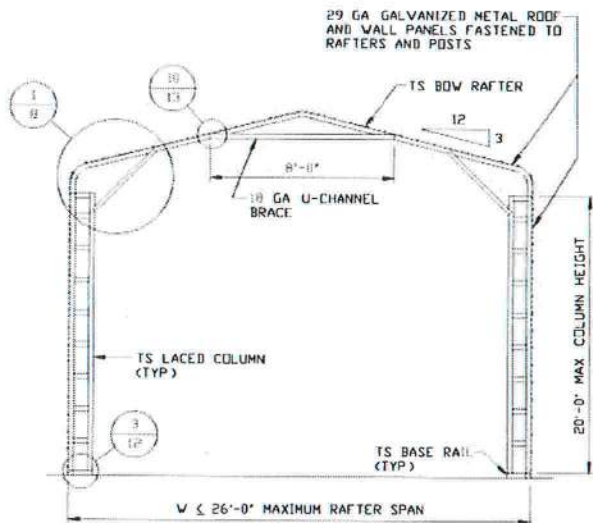 29 GA GALVANIZED METAL ROOF
AND WALL PANELS FASTENED TO
RAFTERS AND POSTS
TS BOW RAFTER
12
3
1
8
10
13
8'-0"
18 GA U-CHANNEL
BRACE
20'-0" MAX COLUMN HEIGHT
TS LACED COLUMN
(TYP)
3
12
TS BASE RAIL
(TYP)
W ≤ 26'-0" MAXIMUM RAFTER SPAN